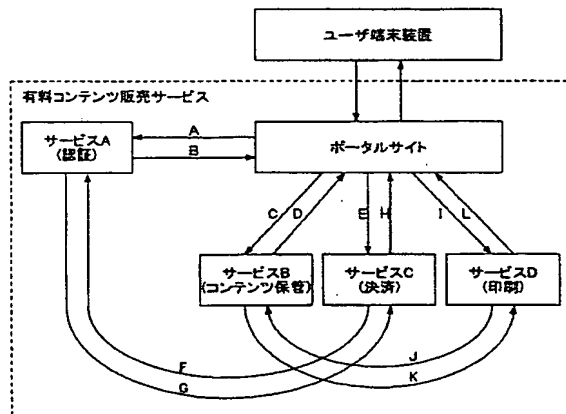 ユーザ端末装置
有料コンテンツ販売サービス
サービスA
(認証)
A
B
ポータルサイト
C
D
E
H
I
L
サービスB
(コンテンツ保管)
サービスC
(決済)
サービスD
(印刷)
F
G
J
K